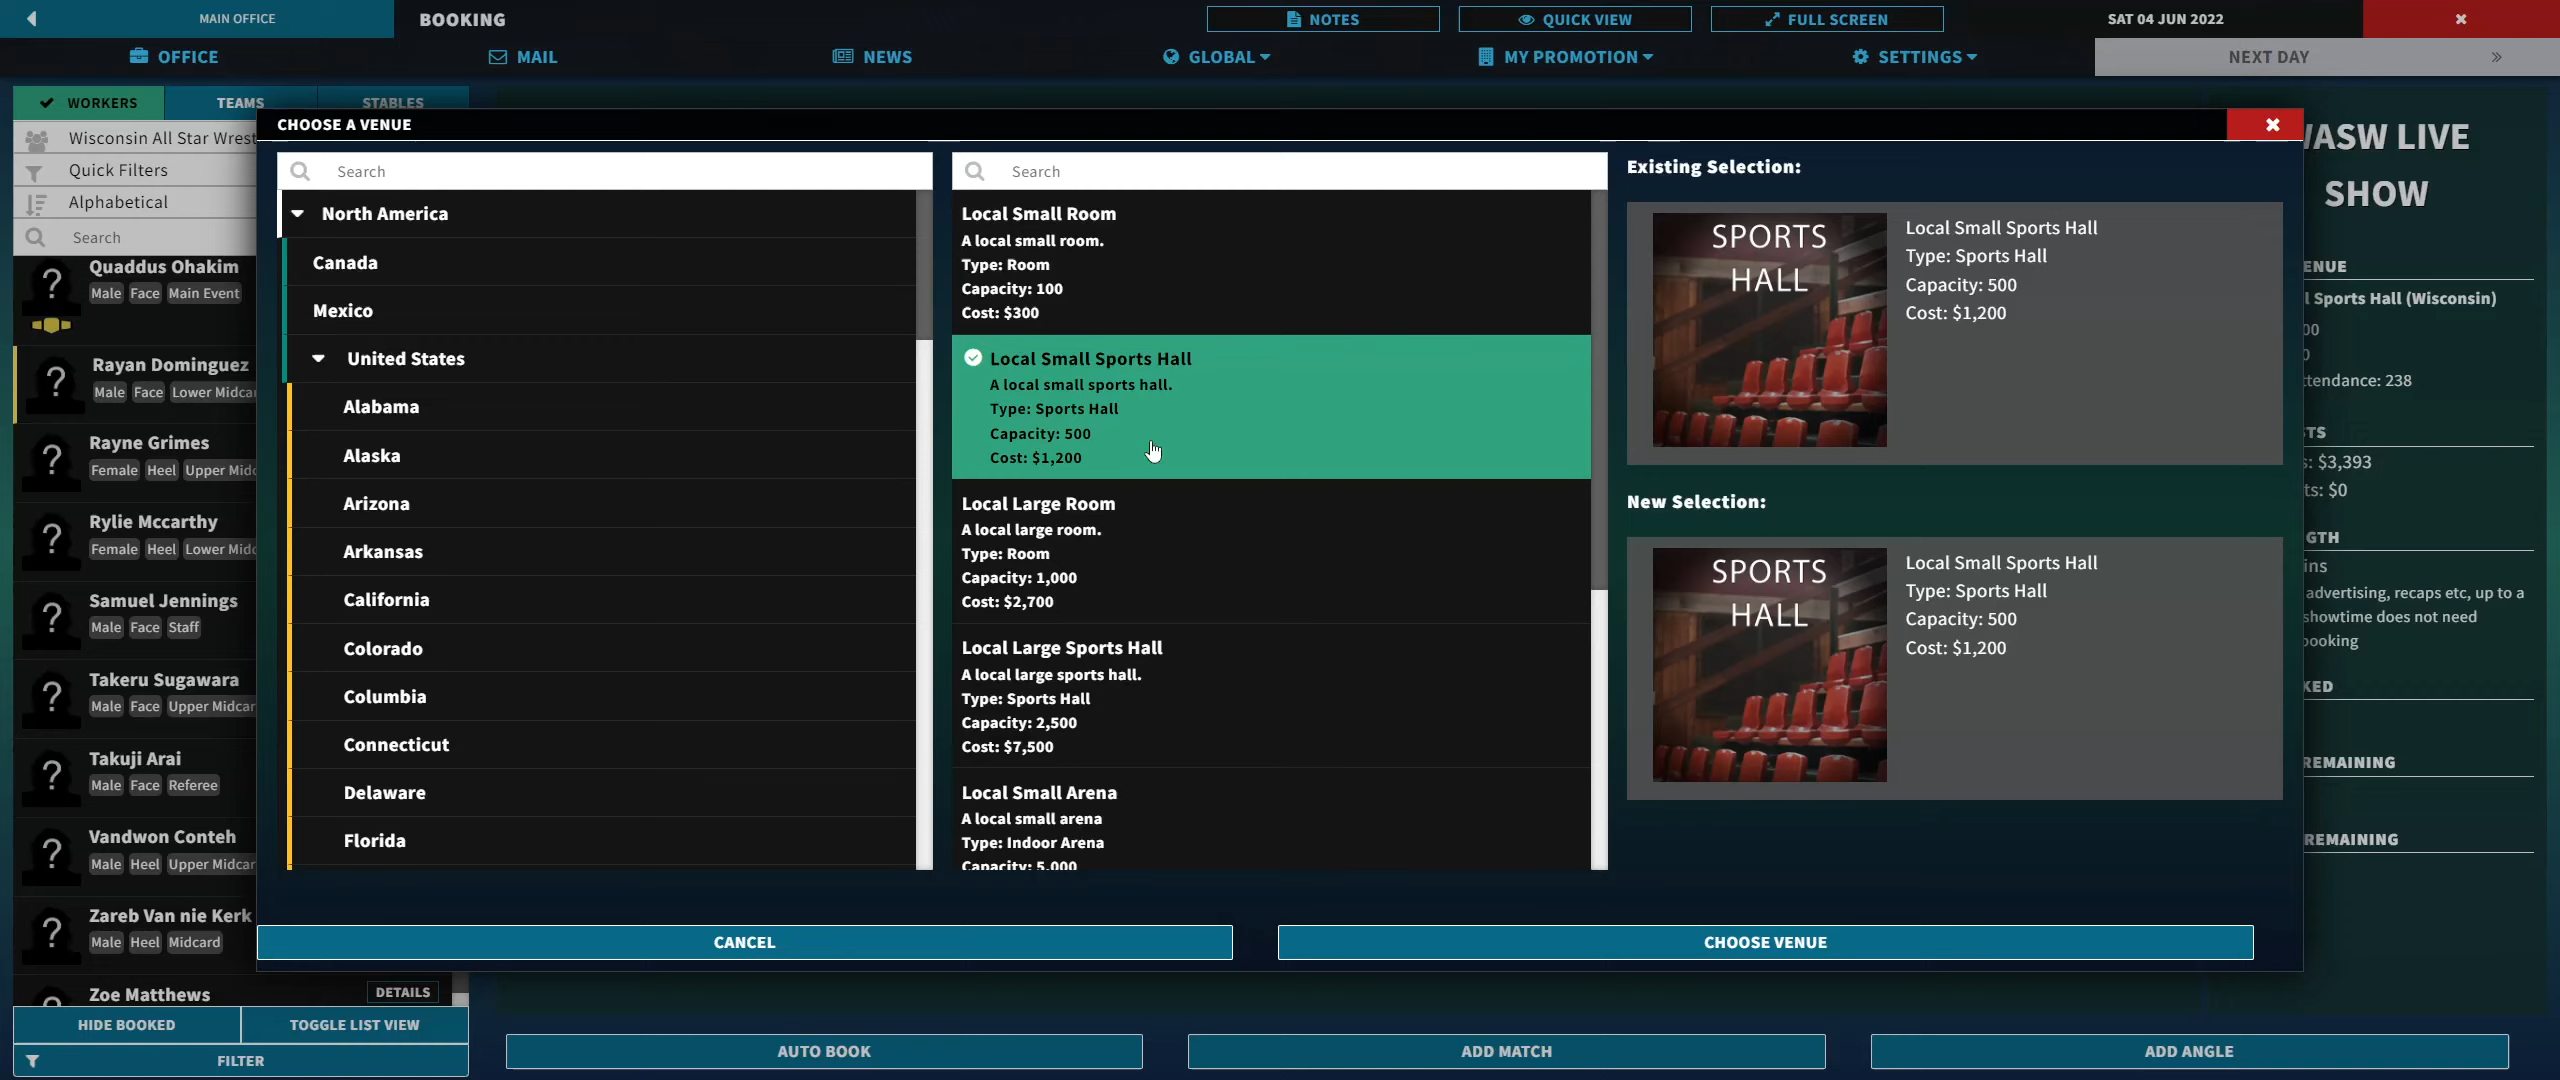 MAIN OFFICE
BOOKING
NOTES
QUICK VIEW
FULL SCREEN
SAT 04 JUN 2022
OFFICE
MAIL
NEWS
GLOBAL
MY PROMOTION
SETTINGS
NEXT DAY
WORKERS
TEAMS
STABLES
Wisconsin All Star Wrest
Quick Filters
Alphabetical
Search
Quaddus Ohakim
Male Face Main Event
Rayan Dominguez
Male Face Lower Midcar
Rayne Grimes
Female Heel Upper Midc
Rylie Mccarthy
Female Heel Lower Midc
Samuel Jennings
Male Face Staff
Takeru Sugawara
Male Face Upper Midcar
Takuji Arai
Male Face Referee
Vandwon Conteh
Male Heel Upper Midcar
Zareb Van nie Kerk
Male Heel Midcard
Zoe Matthews
DETAILS
HIDE BOOKED
TOGGLE LIST VIEW
FILTER
CHOOSE A VENUE
Search
North America
Canada
Mexico
United States
Alabama
Alaska
Arizona
Arkansas
California
Colorado
Columbia
Connecticut
Delaware
Florida
Search
Local Small Room
A local small room.
Type: Room
Capacity: 100
Cost: $300
Local Small Sports Hall
A local small sports hall.
Type: Sports Hall
Capacity: 500
Cost: $1,200
Local Large Room
A local large room.
Type: Room
Capacity: 1,000
Cost: $2,700
Local Large Sports Hall
A local large sports hall.
Type: Sports Hall
Capacity: 2,500
Cost: $7,500
Local Small Arena
A local small arena
Type: Indoor Arena
Capacity: 5,000
Existing Selection:
SPORTS
HALL
Local Small Sports Hall
Type: Sports Hall
Capacity: 500
Cost: $1,200
New Selection:
SPORTS
HALL
Local Small Sports Hall
Type: Sports Hall
Capacity: 500
Cost: $1,200
CANCEL
CHOOSE VENUE
WASW LIVE
SHOW
ENUE
l Sports Hall (Wisconsin)
00
0
ttendance: 238
TS
s: $3,393
ts: $0
GTH
ins
advertising, recaps etc, up to a
showtime does not need
booking
KED
REMAINING
REMAINING
AUTO BOOK
ADD MATCH
ADD ANGLE